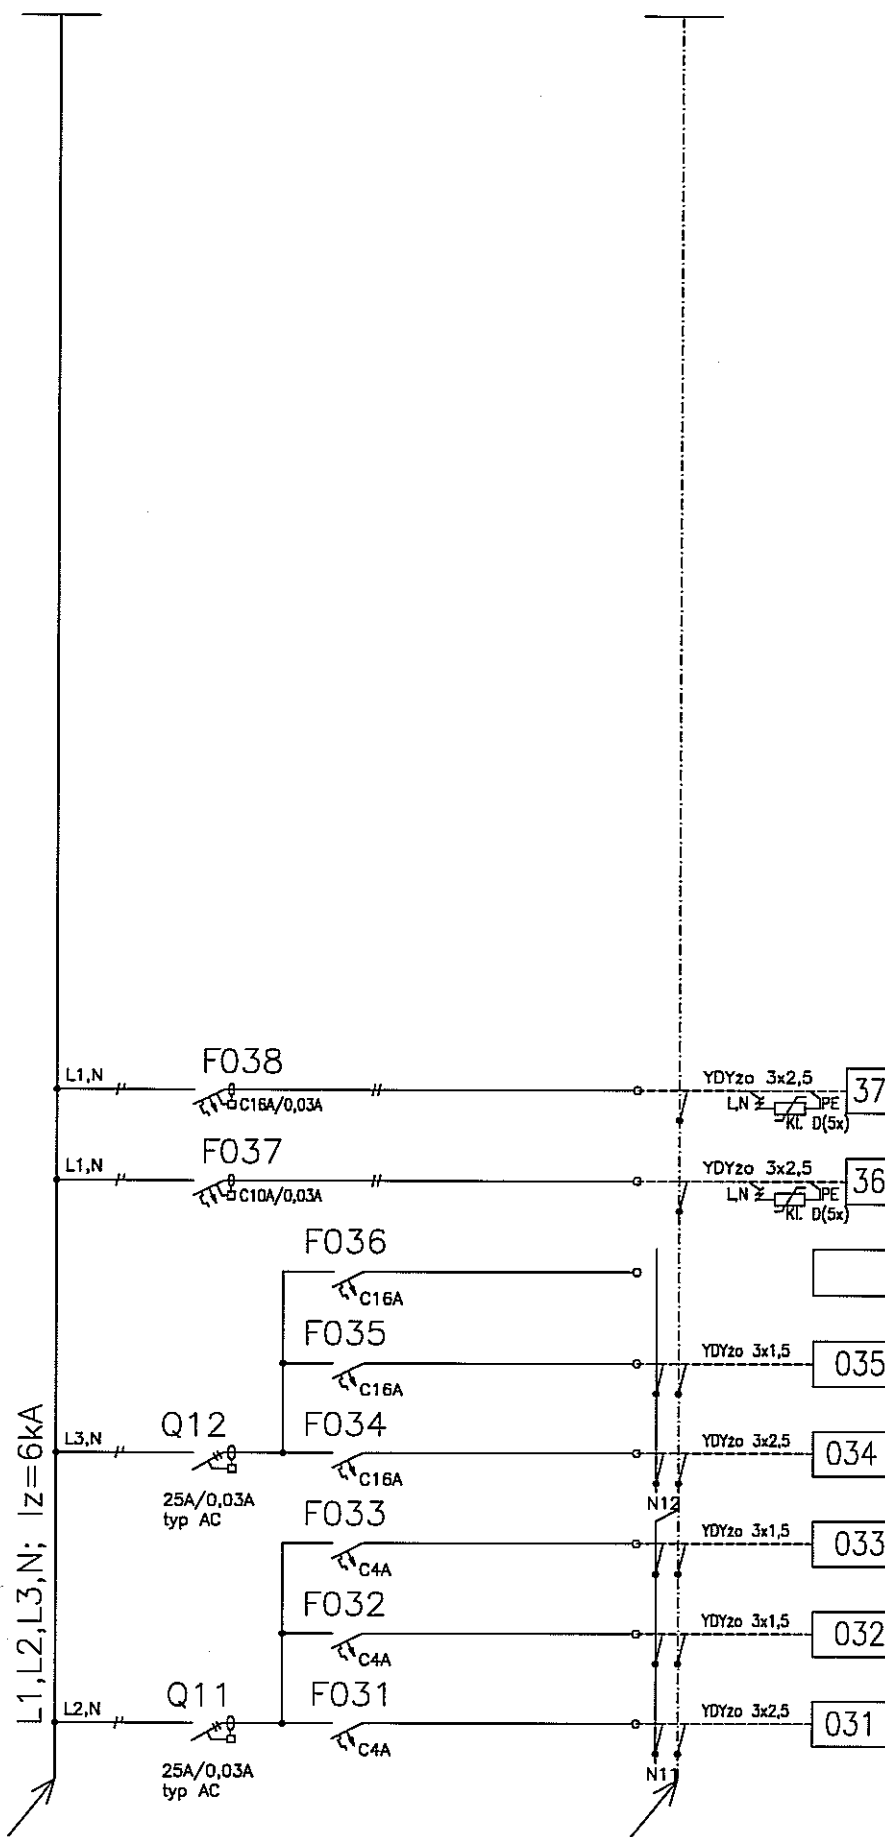 F038
L1,N
C16A/0,03A
YDYżo 3x2,5
L,N
PE
Kl. D(5x)
37
F037
L1,N
C10A/0,03A
YDYżo 3x2,5
L,N
PE
Kl. D(5x)
36
F036
C16A
F035
C16A
YDYżo 3x1,5
035
Q12
L3,N
25A/0,03A
typ AC
F034
C16A
YDYżo 3x2,5
034
N12
F033
C4A
YDYżo 3x1,5
033
F032
C4A
YDYżo 3x1,5
032
Q11
L2,N
25A/0,03A
typ AC
F031
C4A
YDYżo 3x2,5
031
N11
L1,L2,L3,N; Iz=6kA